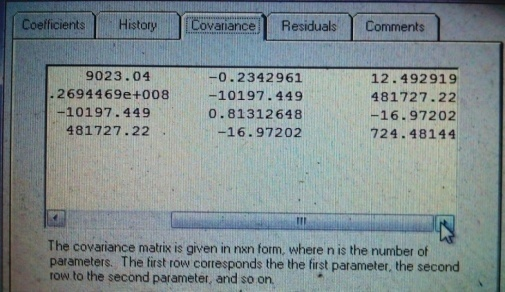 Coefficients History Covariance Residuals Comments
9023.04 -0.2342961 12.492919
.2694469e+008 -10197.449 481727.22
-10197.449 0.81312648 -16.97202
481727.22 -16.97202 724.48144
The covariance matrix is given in nxn form, where n is the number of
parameters. The first row corresponds the the first parameter, the second
row to the second parameter, and so on.